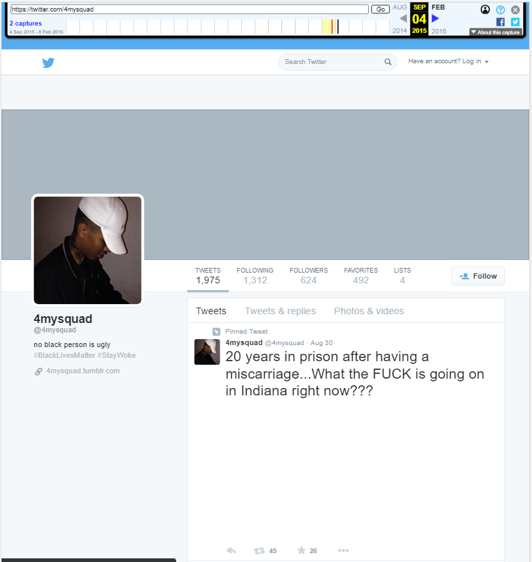 https://twitter.com/4mysquad Go AUG SEP FEB
2 captures 04
4 Sep 2015 - 8 Feb 2016 2014 2015 2016 About this capture
Search Twitter Have an account? Log in
TWEETS FOLLOWING FOLLOWERS FAVORITES LISTS
1,975 1,312 624 492 4
Follow
4mysquad
@4mysquad
no black person is ugly
#BlackLivesMatter #StayWoke
4mysquad.tumblr.com
Tweets Tweets & replies Photos & videos
Pinned Tweet
4mysquad @4mysquad · Aug 30
20 years in prison after having a
miscarriage...What the FUCK is going on
in Indiana right now???
45 26